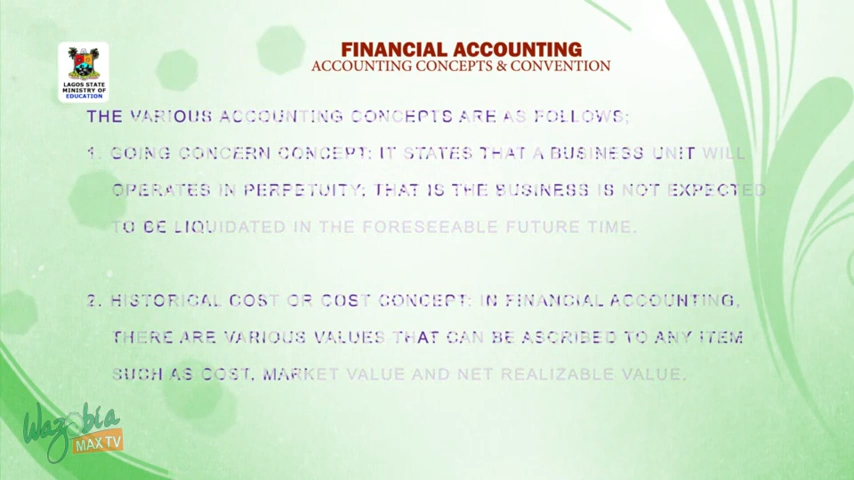 FINANCIAL ACCOUNTING
ACCOUNTING CONCEPTS & CONVENTION
LAGOS STATE
MINISTRY OF
EDUCATION
THE VARIOUS ACCOUNTING CONCEPTS ARE AS FOLLOWS;
1. GOING CONCERN CONCEPT: IT STATES THAT A BUSINESS UNIT WILL
OPERATES IN PERPETUITY; THAT IS THE BUSINESS IS NOT EXPECTED
TO BE LIQUIDATED IN THE FORESEEABLE FUTURE TIME.
2. HISTORICAL COST OR COST CONCEPT: IN FINANCIAL ACCOUNTING,
THERE ARE VARIOUS VALUES THAT CAN BE ASCRIBED TO ANY ITEM
SUCH AS COST, MARKET VALUE AND NET REALIZABLE VALUE.
Wazobia
MAX TV